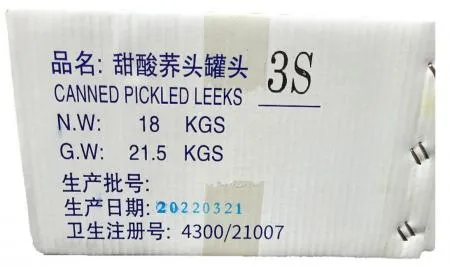 品名: 甜酸荞头罐头 3S
CANNED PICKLED LEEKS
N.W: 18 KGS
G.W: 21.5 KGS
生产批号:
生产日期: 20220321
卫生注册号: 4300/21007